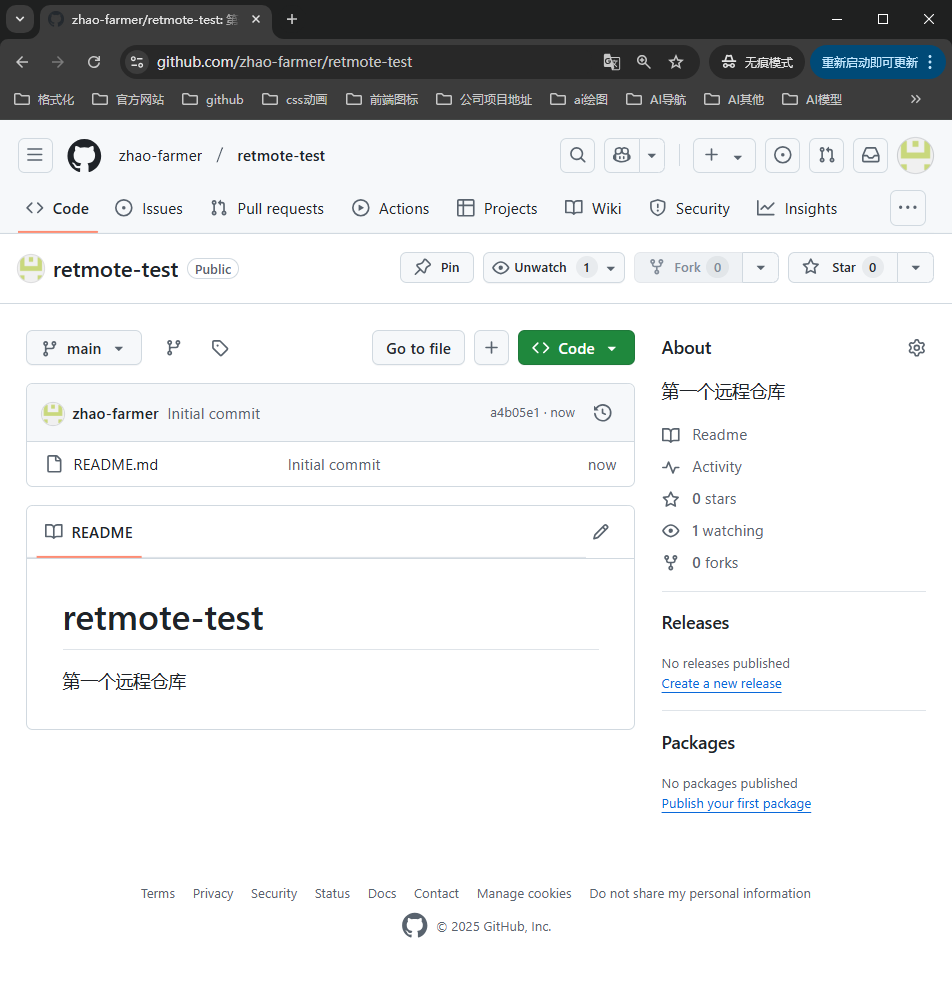 zhao-farmer/retmote-test: 第
github.com/zhao-farmer/retmote-test
无痕模式
重新启动即可更新
格式化 官方网站 github css动画 前端图标 公司项目地址 ai绘图 AI导航 AI其他 AI模型
zhao-farmer / retmote-test
Code Issues Pull requests Actions Projects Wiki Security Insights
retmote-test Public Pin Unwatch 1 Fork 0 Star 0
main Go to file Code
zhao-farmer Initial commit a4b05e1 · now
README.md Initial commit now
README
retmote-test
第一个远程仓库
About
第一个远程仓库
Readme
Activity
0 stars
1 watching
0 forks
Releases
No releases published
Create a new release
Packages
No packages published
Publish your first package
Terms Privacy Security Status Docs Contact Manage cookies Do not share my personal information
© 2025 GitHub, Inc.